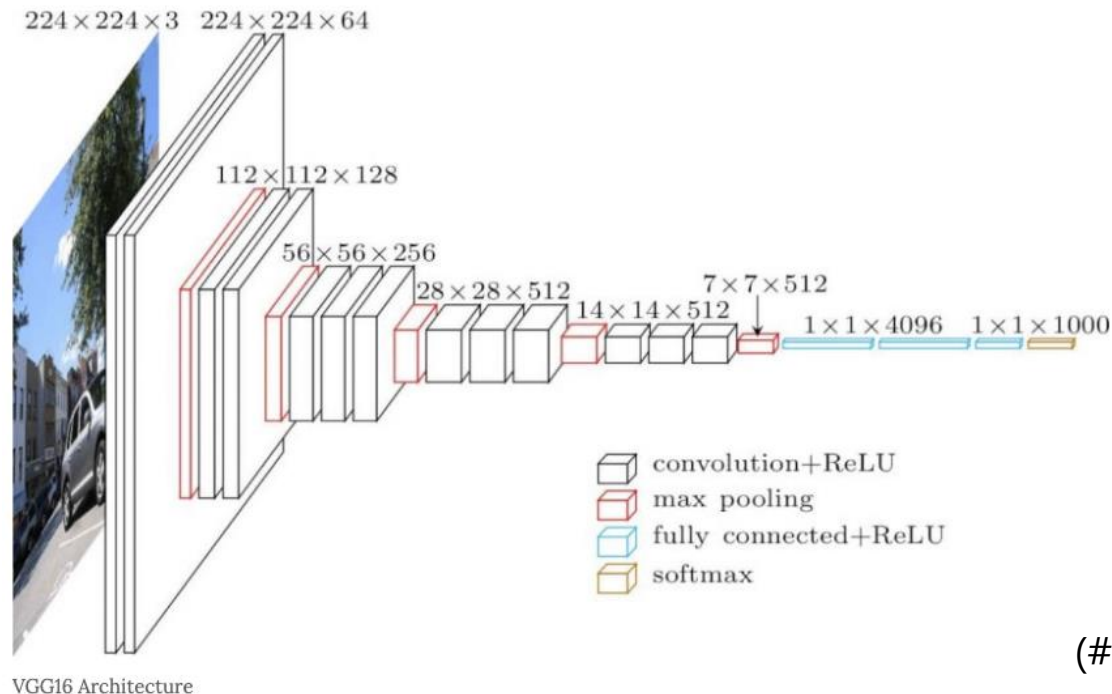 224×224×3
224×224×64
112×112×128
56×56×256
28×28×512
14×14×512
7×7×512
1×1×4096
1×1×1000
convolution+ReLU
max pooling
fully connected+ReLU
softmax
(#
VGG16 Architecture